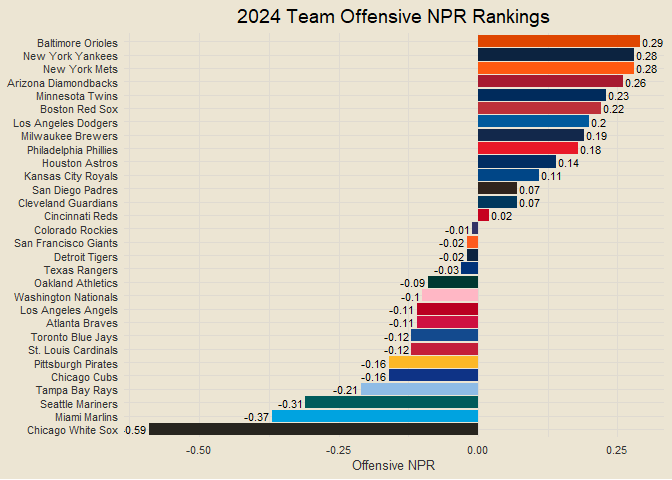 2024 Team Offensive NPR Rankings
Baltimore Orioles 0.29
New York Yankees 0.28
New York Mets 0.28
Arizona Diamondbacks 0.26
Minnesota Twins 0.23
Boston Red Sox 0.22
Los Angeles Dodgers 0.2
Milwaukee Brewers 0.19
Philadelphia Phillies 0.18
Houston Astros 0.14
Kansas City Royals 0.11
San Diego Padres 0.07
Cleveland Guardians 0.07
Cincinnati Reds 0.02
Colorado Rockies -0.01
San Francisco Giants -0.02
Detroit Tigers -0.02
Texas Rangers -0.03
Oakland Athletics -0.09
Washington Nationals -0.1
Los Angeles Angels -0.11
Atlanta Braves -0.11
Toronto Blue Jays -0.12
St. Louis Cardinals -0.12
Pittsburgh Pirates -0.16
Chicago Cubs -0.16
Tampa Bay Rays -0.21
Seattle Mariners -0.31
Miami Marlins -0.37
Chicago White Sox -0.59
-0.50 -0.25 0.00 0.25
Offensive NPR